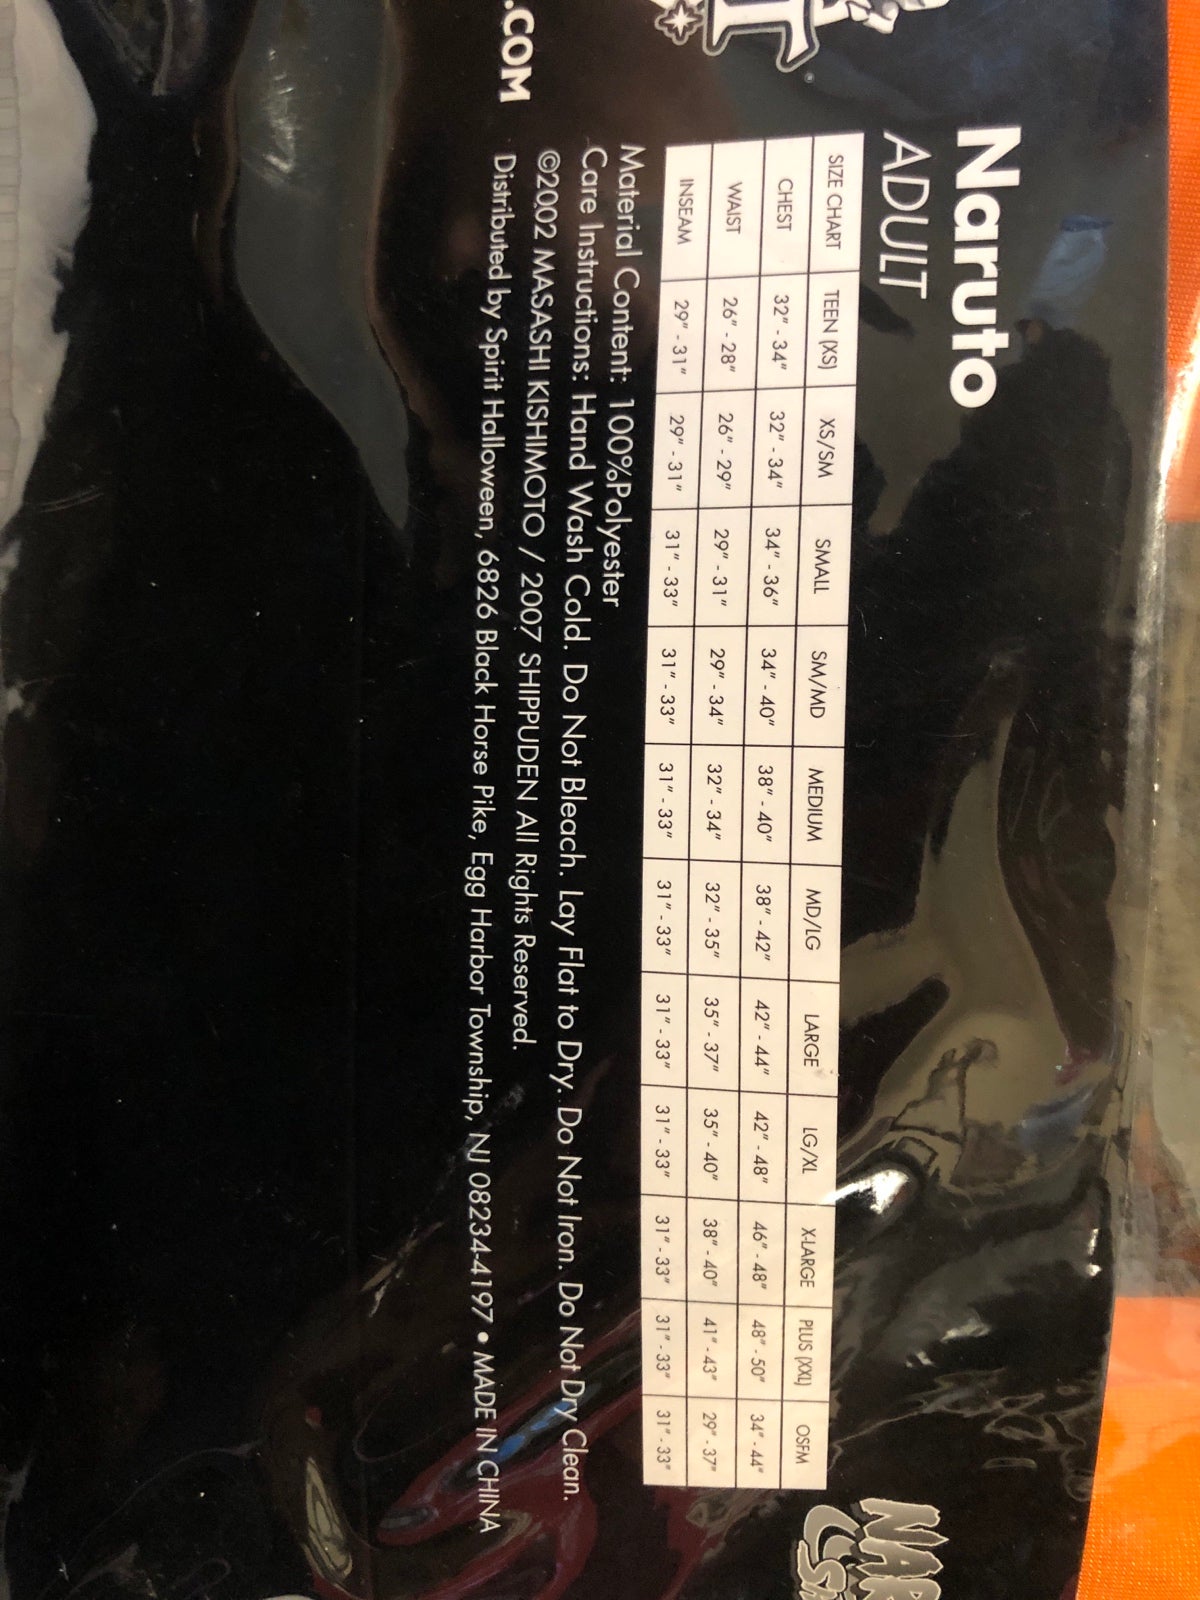 .COM
Naruto
ADULT
SIZE CHART TEEN (XS) XS/SM SMALL SM/MD MEDIUM MD/LG LARGE LG/XL X-LARGE PLUS (XXL) OSFM
CHEST 32" - 34" 32" - 34" 34" - 36" 34" - 40" 38" - 40" 38" - 42" 42" - 44" 42" - 48" 46" - 48" 48" - 50" 34" - 44"
WAIST 26" - 28" 26" - 29" 29" - 31" 29" - 34" 32" - 34" 32" - 35" 35" - 37" 35" - 40" 38" - 40" 41" - 43" 29" - 37"
INSEAM 29" - 31" 29" - 31" 31" - 33" 31" - 33" 31" - 33" 31" - 33" 31" - 33" 31" - 33" 31" - 33" 31" - 33" 31" - 33"
Material Content: 100%Polyester
Care Instructions: Hand Wash Cold. Do Not Bleach. Lay Flat to Dry. Do Not Iron. Do Not Dry Clean.
©2002 MASASHI KISHIMOTO / 2007 SHIPPUDEN All Rights Reserved.
Distributed by Spirit Halloween, 6826 Black Horse Pike, Egg Harbor Township, NJ 08234-4197 • MADE IN CHINA